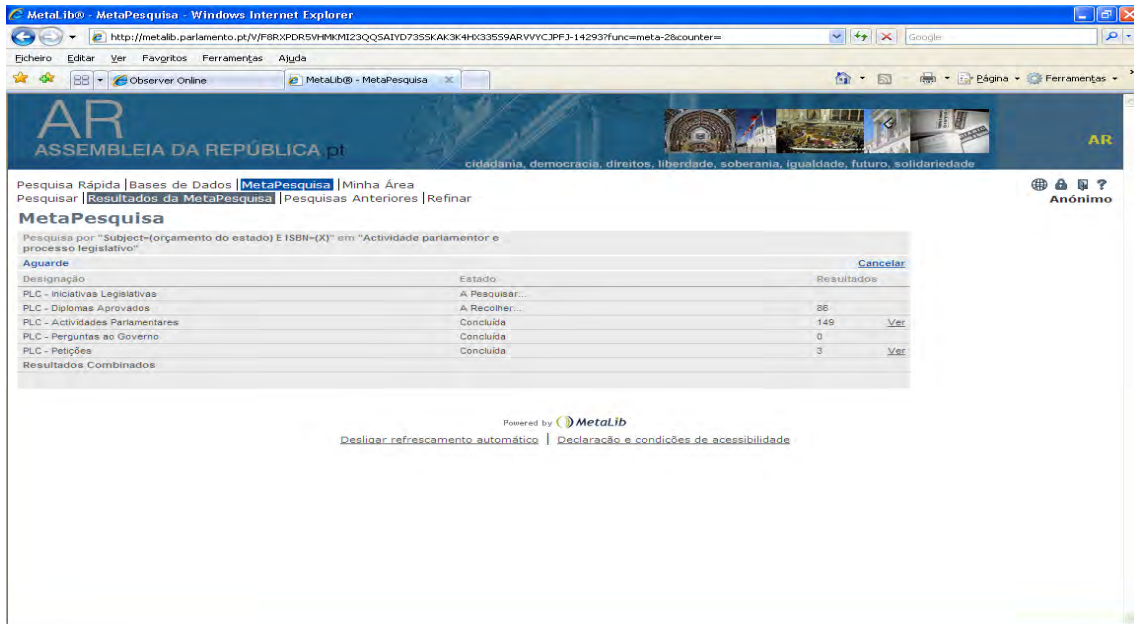 MetaLib® - MetaPesquisa - Windows Internet Explorer
http://metalib.parlamento.pt/V/F8RXPDR5VHMKMI23QQSAIYD73SSKAK3K4HX33559ARVVYCJPFJ-14293?func=meta-2&counter=
Google
Ficheiro Editar Ver Favoritos Ferramentas Ajuda
Observer Online MetaLib® - MetaPesquisa Página Ferramentas
AR
ASSEMBLEIA DA REPÚBLICA.pt
AR
cidadania, democracia, direitos, liberdade, soberania, igualdade, futuro, solidariedade
Pesquisa Rápida |Bases de Dados |MetaPesquisa |Minha Área
Pesquisar |Resultados da MetaPesquisa |Pesquisas Anteriores |Refinar
Anónimo
MetaPesquisa
Pesquisa por "Subject=(orçamento do estado) E ISBN=(X)" em "Actividade parlamentor e
processo legislativo"
Aguarde Cancelar
Designação Estado Resultados
PLC - Iniciativas Legislativas A Pesquisar...
PLC - Diplomas Aprovados A Recolher... 86
PLC - Actividades Parlamentares Concluída 149 Ver
PLC - Perguntas ao Governo Concluída 0
PLC - Petições Concluída 3 Ver
Resultados Combinados
Powered by MetaLib
Desligar refrescamento automático | Declaração e condições de acessibilidade